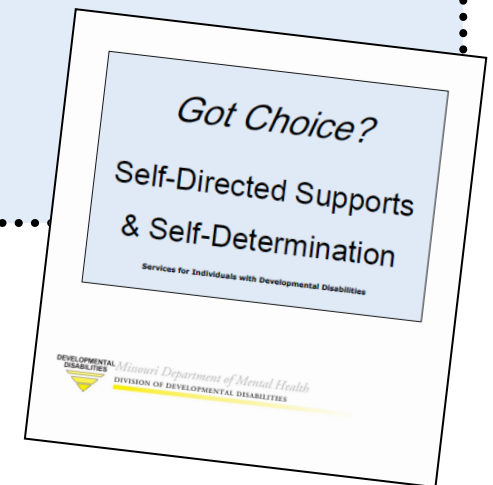 Got Choice?
Self-Directed Supports
& Self-Determination
Services for Individuals with Developmental Disabilities
DEVELOPMENTAL
DISABILITIES
Missouri Department of Mental Health
DIVISION OF DEVELOPMENTAL DISABILITIES